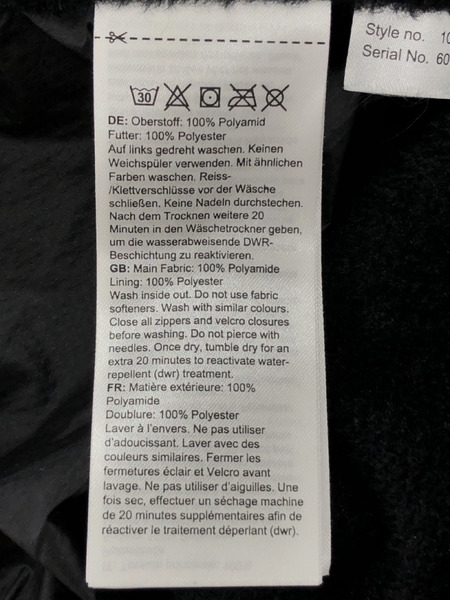 Style no. 10
Serial No. 60
30
DE: Oberstoff: 100% Polyamid
Futter: 100% Polyester
Auf links gedreht waschen. Keinen
Weichspüler verwenden. Mit ähnlichen
Farben waschen. Reiss-
/Klettverschlüsse vor der Wäsche
schließen. Keine Nadeln durchstechen.
Nach dem Trocknen weitere 20
Minuten in den Wäschetrockner geben,
um die wasserabweisende DWR-
Beschichtung zu reaktivieren.
GB: Main Fabric: 100% Polyamide
Lining: 100% Polyester
Wash inside out. Do not use fabric
softeners. Wash with similar colours.
Close all zippers and velcro closures
before washing. Do not pierce with
needles. Once dry, tumble dry for an
extra 20 minutes to reactivate water-
repellent (dwr) treatment.
FR: Matière extérieure: 100%
Polyamide
Doublure: 100% Polyester
Laver à l'envers. Ne pas utiliser
d'adoucissant. Laver avec des
couleurs similaires. Fermer les
fermetures éclair et Velcro avant
lavage. Ne pas utiliser d'aiguilles. Une
fois sec, effectuer un séchage machine
de 20 minutes supplémentaires afin de
réactiver le traitement déperlant (dwr).